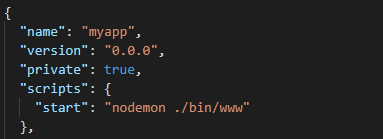 {
"name": "myapp",
"version": "0.0.0",
"private": true,
"scripts": {
"start": "nodemon ./bin/www"
},